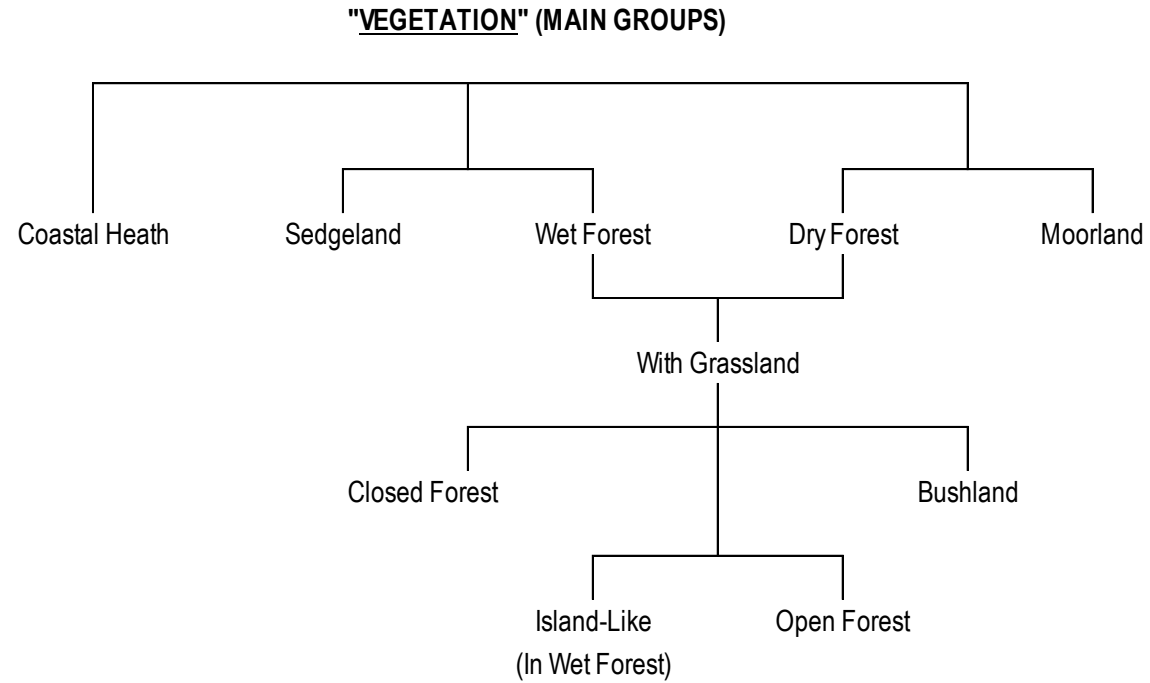 "VEGETATION" (MAIN GROUPS)
Coastal Heath
Sedgeland
Wet Forest
Dry Forest
Moorland
With Grassland
Closed Forest
Bushland
Island-Like
(In Wet Forest)
Open Forest